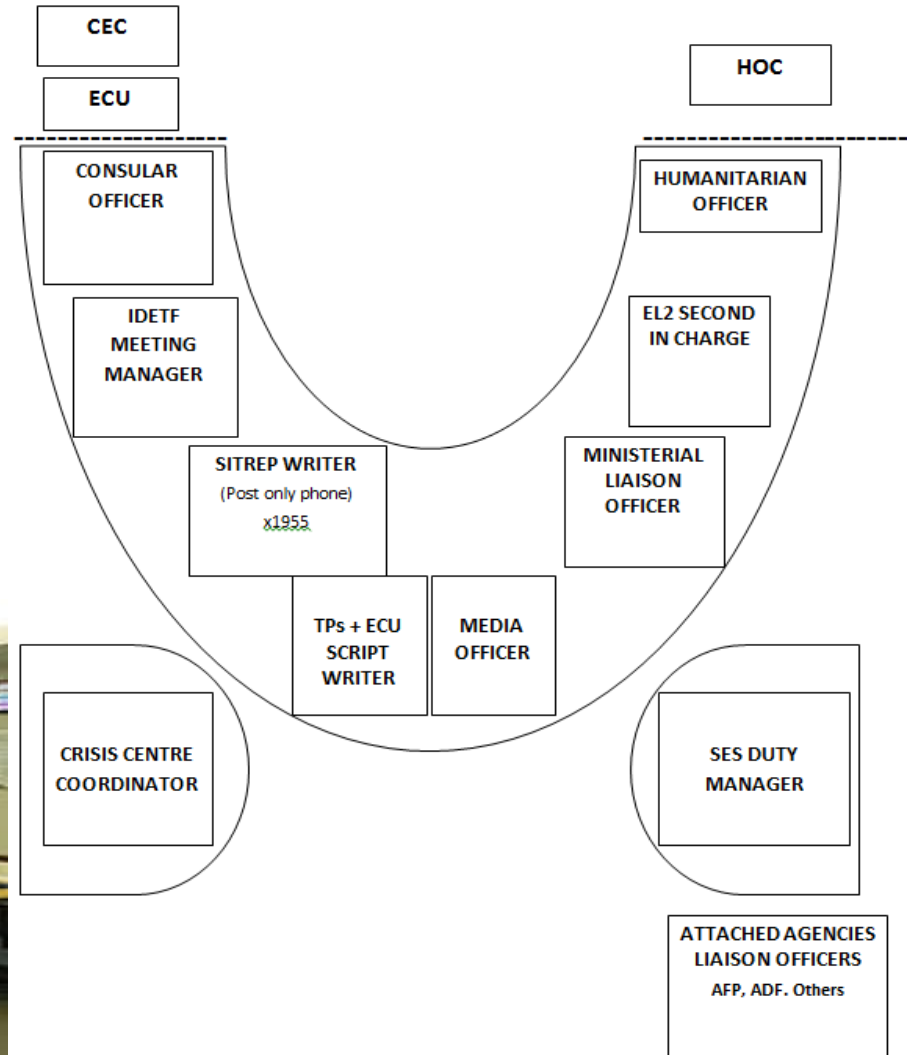 CEC
HOC
ECU
CONSULAR
OFFICER
HUMANITARIAN
OFFICER
IDETF
MEETING
MANAGER
EL2 SECOND
IN CHARGE
SITREP WRITER
(Post only phone)
x1955
MINISTERIAL
LIAISON
OFFICER
TPs + ECU
SCRIPT
WRITER
MEDIA
OFFICER
CRISIS CENTRE
COORDINATOR
SES DUTY
MANAGER
ATTACHED AGENCIES
LIAISON OFFICERS
AFP, ADF. Others